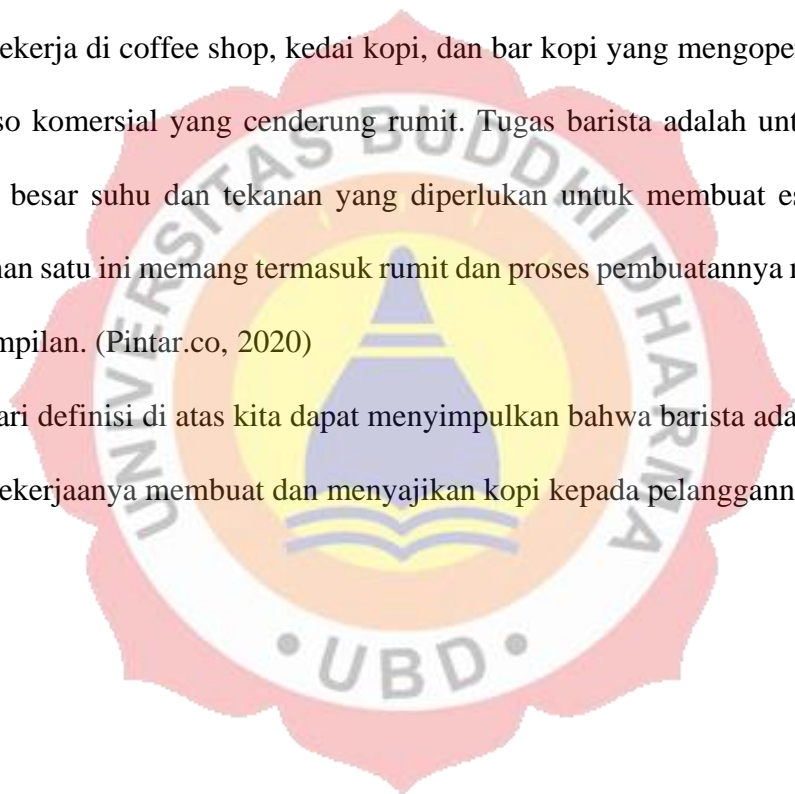 ekerja di coffee shop, kedai kopi, dan bar kopi yang mengope
so komersial yang cenderung rumit. Tugas barista adalah unt
besar suhu dan tekanan yang diperlukan untuk membuat es
an satu ini memang termasuk rumit dan proses pembuatannya
mpilan. (Pintar.co, 2020)
ari definisi di atas kita dapat menyimpulkan bahwa barista ada
ekerjaanya membuat dan menyajikan kopi kepada pelanggann
UNIVERSITAS BUDDHI DHARMA
• UBD •